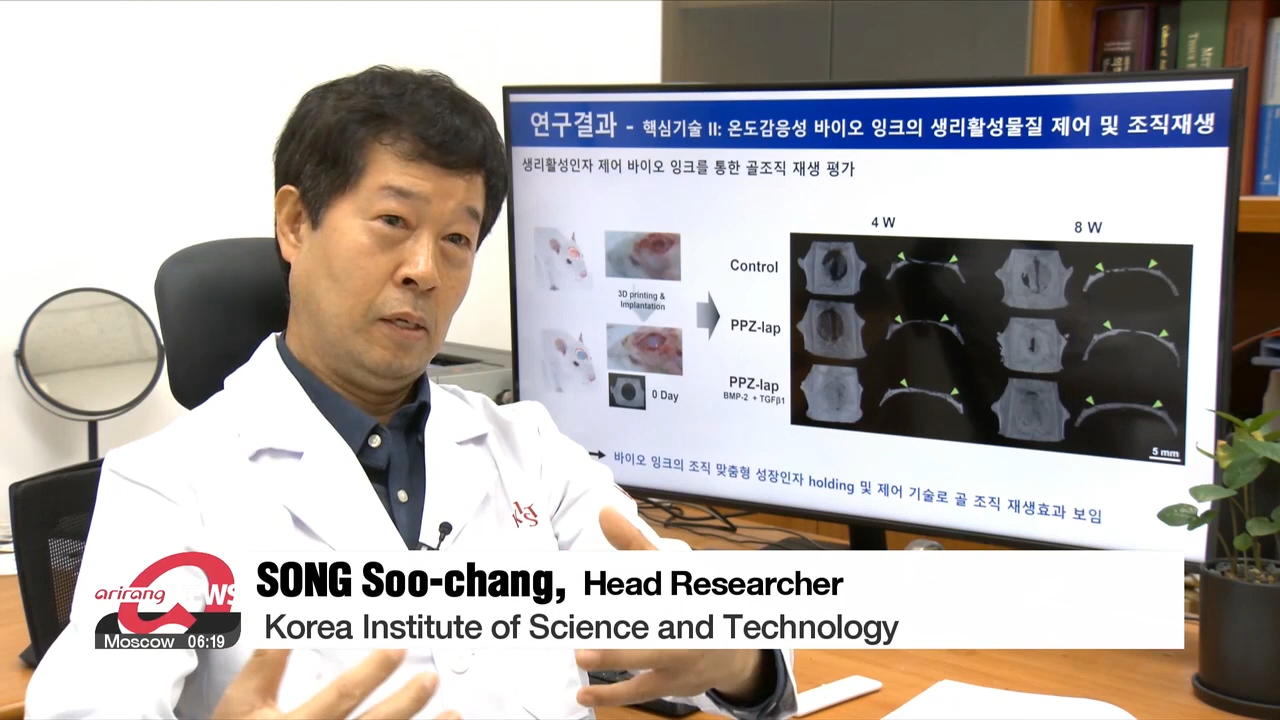 연구결과 - 핵심기술 II: 온도감응성 바이오 잉크의 생리활성물질 제어 및 조직재생
생리활성인자 제어 바이오 잉크를 통한 골조직 재생 평가
4 W
8 W
Control
3D printing &
Implantation
PPZ-lap
PPZ-lap
BMP-2 + TGFβ1
0 Day
5 mm
바이오 잉크의 조직 맞춤형 성장인자 holding 및 제어 기술로 골 조직 재생효과 보임
arirang NEWS
Moscow 06:19
SONG Soo-chang, Head Researcher
Korea Institute of Science and Technology